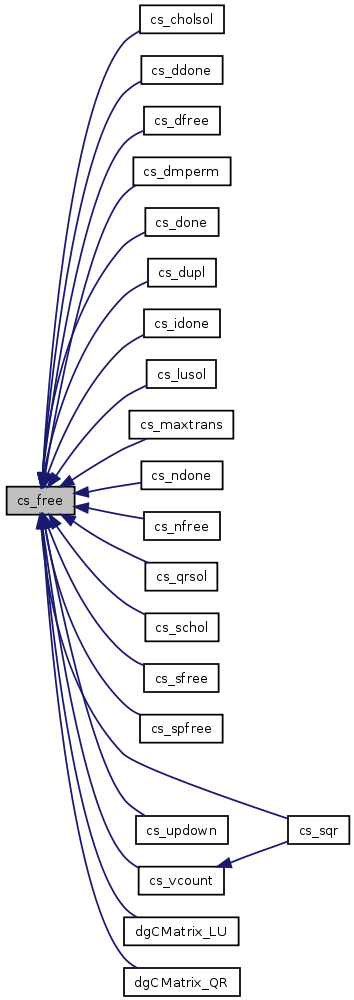 cs_cholsol
cs_ddone
cs_dfree
cs_dmperm
cs_done
cs_dupl
cs_idone
cs_lusol
cs_maxtrans
cs_ndone
cs_free
cs_nfree
cs_qrsol
cs_schol
cs_sfree
cs_spfree
cs_updown
cs_sqr
cs_vcount
dgCMatrix_LU
dgCMatrix_QR